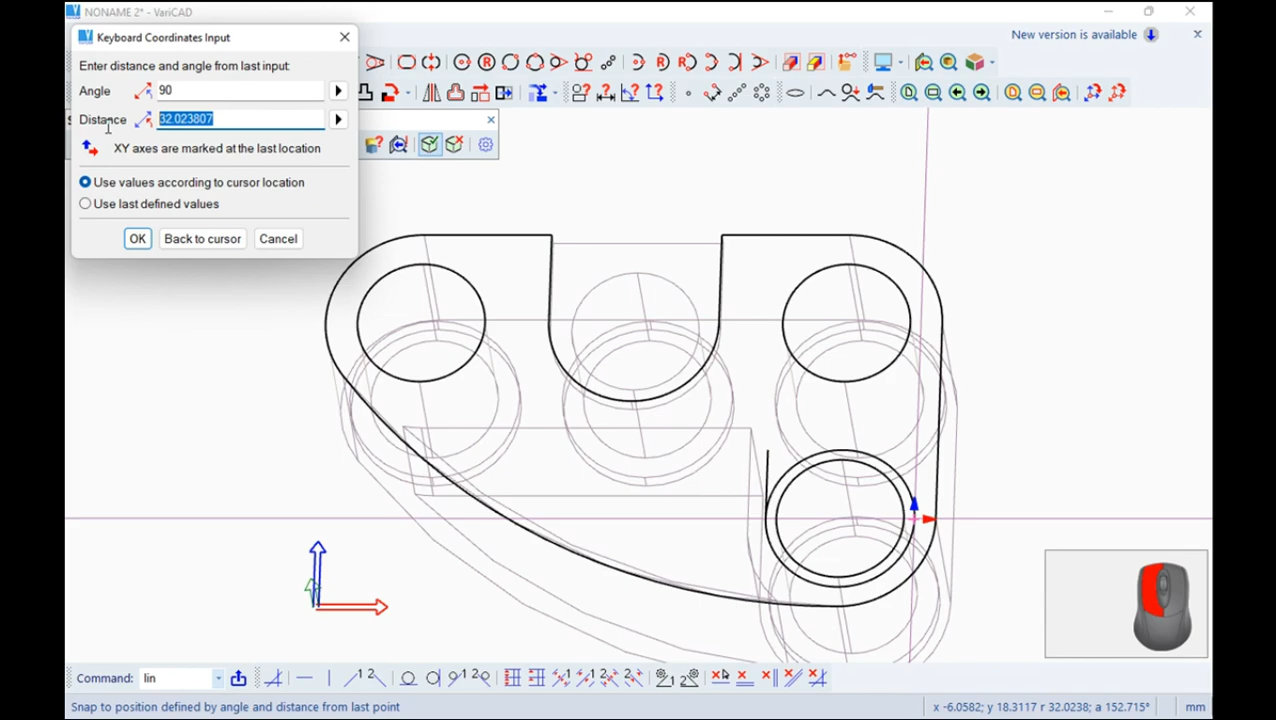 NONAME 2* - VariCAD
Keyboard Coordinates Input
New version is available
Enter distance and angle from last input:
Angle 90
Distance 32.023807
XY axes are marked at the last location
Use values according to cursor location
Use last defined values
OK Back to cursor Cancel
Command: lin
Snap to position defined by angle and distance from last point
x -6.0582; y 18.3117 r 32.0238; a 152.715° mm